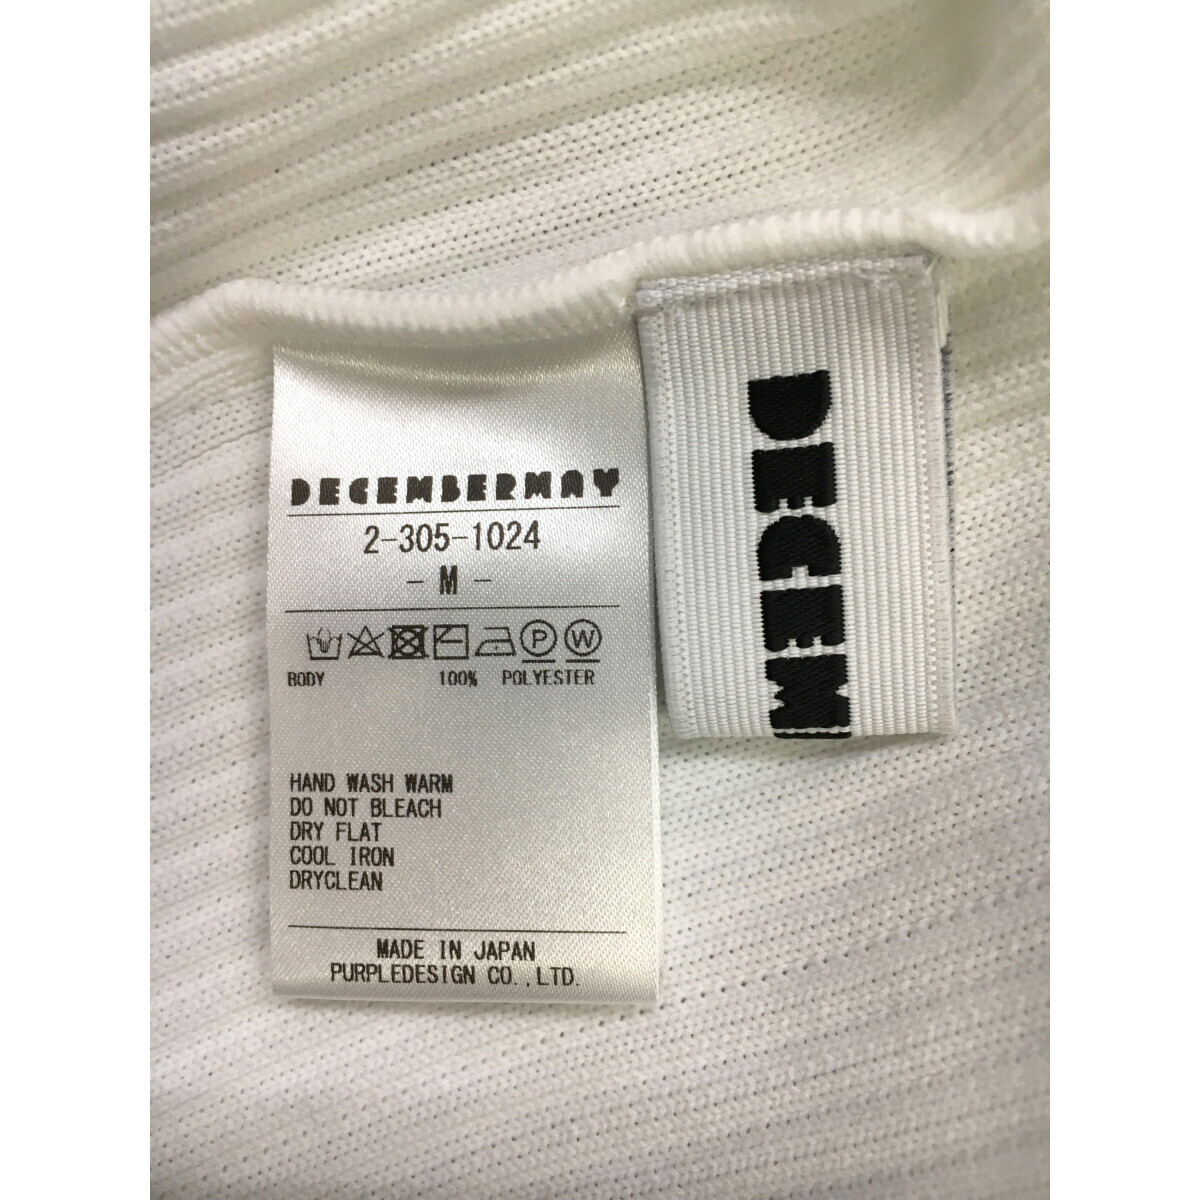 DECEMBERMAY
2-305-1024
- M -
P W
BODY 100% POLYESTER
HAND WASH WARM
DO NOT BLEACH
DRY FLAT
COOL IRON
DRYCLEAN
MADE IN JAPAN
PURPLEDESIGN CO.,LTD.
DECEM